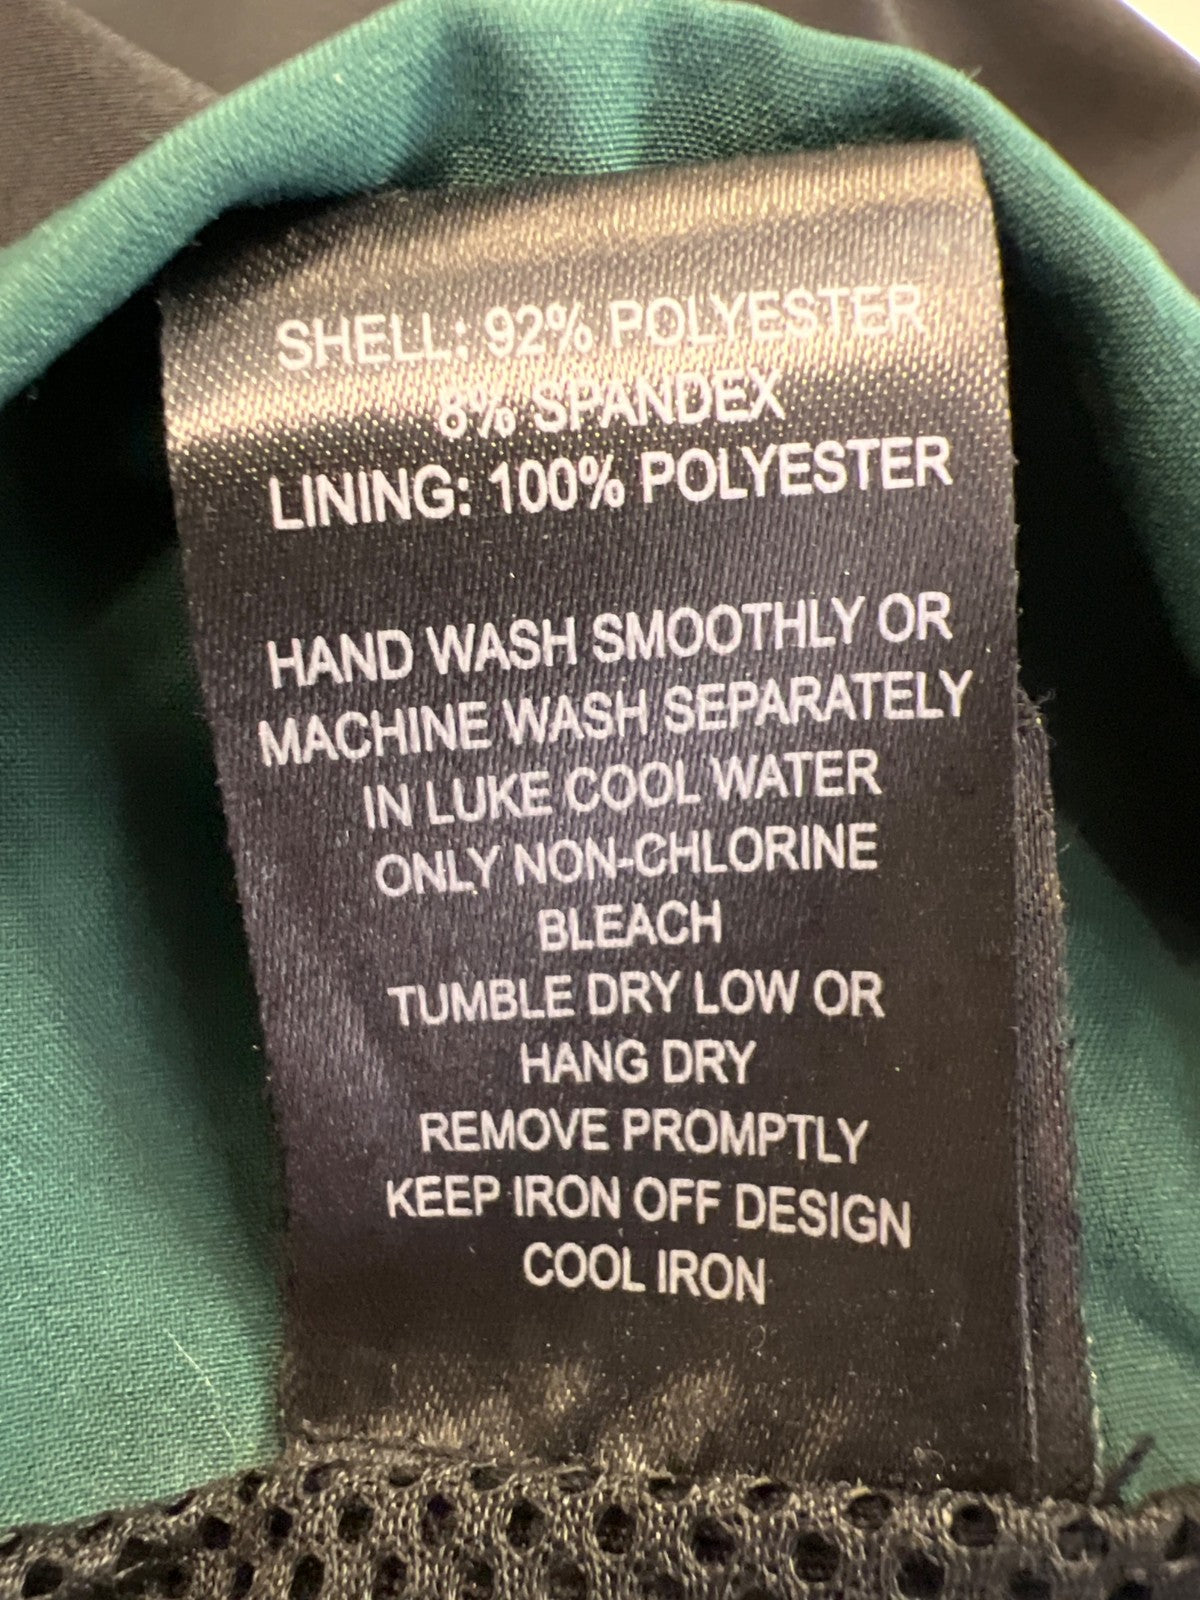 SHELL: 92% POLYESTER
8% SPANDEX
LINING: 100% POLYESTER
HAND WASH SMOOTHLY OR
MACHINE WASH SEPARATELY
IN LUKE COOL WATER
ONLY NON-CHLORINE
BLEACH
TUMBLE DRY LOW OR
HANG DRY
REMOVE PROMPTLY
KEEP IRON OFF DESIGN
COOL IRON